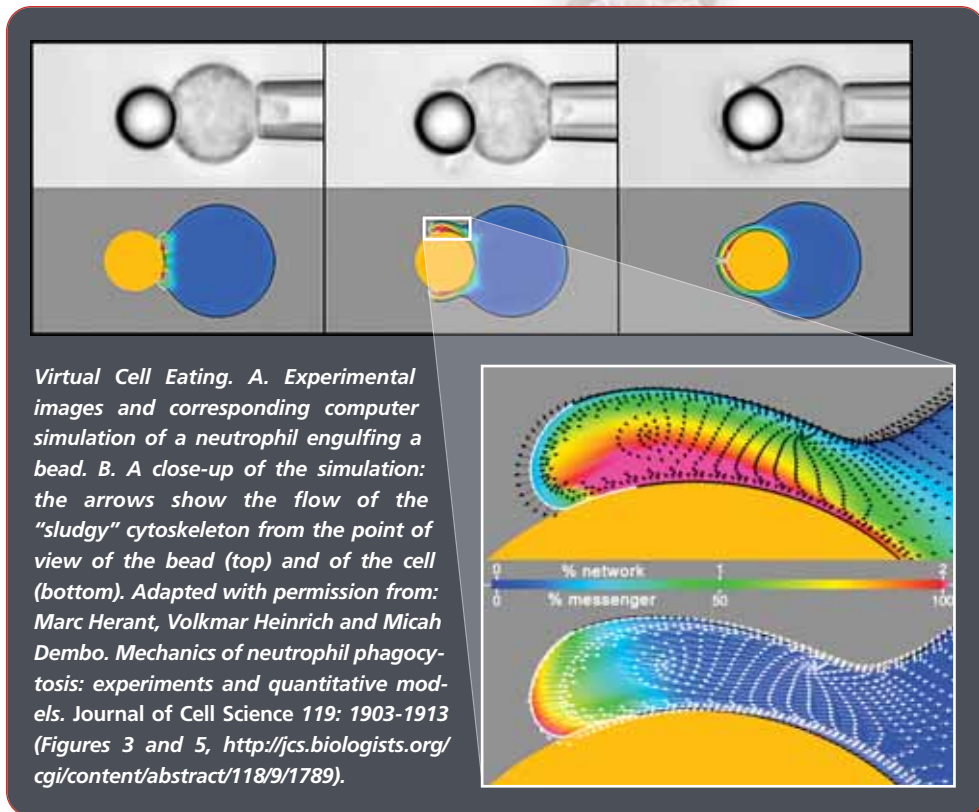 Virtual Cell Eating. A. Experimental
images and corresponding computer
simulation of a neutrophil engulfing a
bead. B. A close-up of the simulation:
the arrows show the flow of the
“sludgy” cytoskeleton from the point of
view of the bead (top) and of the cell
(bottom). Adapted with permission from:
Marc Herant, Volkmar Heinrich and Micah
Dembo. Mechanics of neutrophil phagocy-
tosis: experiments and quantitative mod-
els. Journal of Cell Science 119: 1903-1913
(Figures 3 and 5, http://jcs.biologists.org/
cgi/content/abstract/118/9/1789).
0 % network 1 2
0 % messenger 50 100